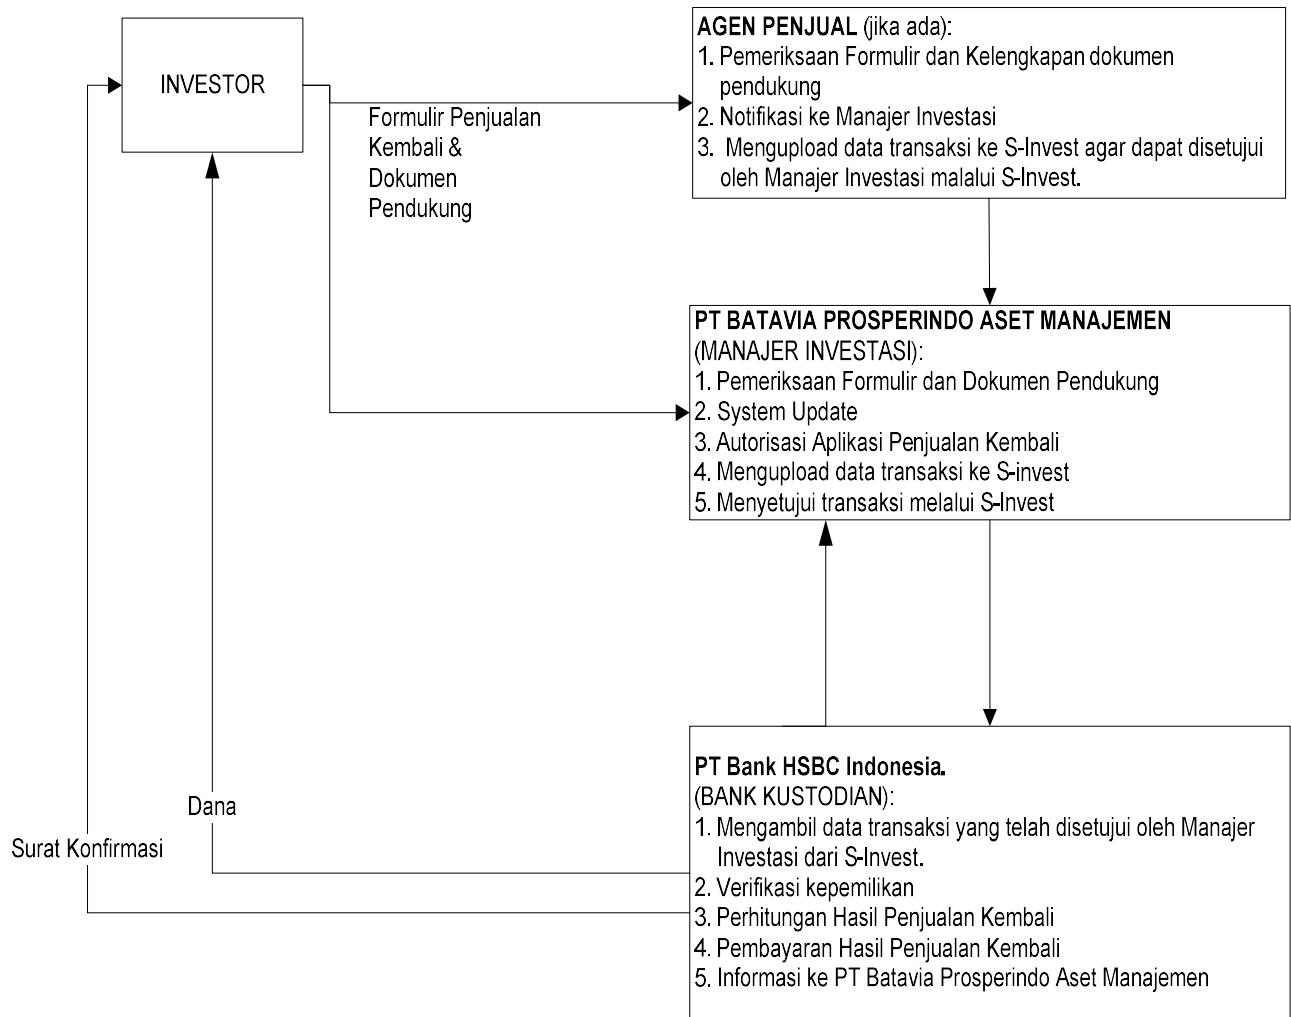 INVESTOR
Formulir Penjualan
Kembali &
Dokumen
Pendukung
AGEN PENJUAL (jika ada):
1. Pemeriksaan Formulir dan Kelengkapan dokumen
pendukung
2. Notifikasi ke Manajer Investasi
3. Mengupload data transaksi ke S-Invest agar dapat disetujui
oleh Manajer Investasi malalui S-Invest.
PT BATAVIA PROSPERINDO ASET MANAJEMEN
(MANAJER INVESTASI):
1. Pemeriksaan Formulir dan Dokumen Pendukung
2. System Update
3. Autorisasi Aplikasi Penjualan Kembali
4. Mengupload data transaksi ke S-invest
5. Menyetujui transaksi melalui S-Invest
PT Bank HSBC Indonesia.
(BANK KUSTODIAN):
1. Mengambil data transaksi yang telah disetujui oleh Manajer
Investasi dari S-Invest.
2. Verifikasi kepemilikan
3. Perhitungan Hasil Penjualan Kembali
4. Pembayaran Hasil Penjualan Kembali
5. Informasi ke PT Batavia Prosperindo Aset Manajemen
Dana
Surat Konfirmasi